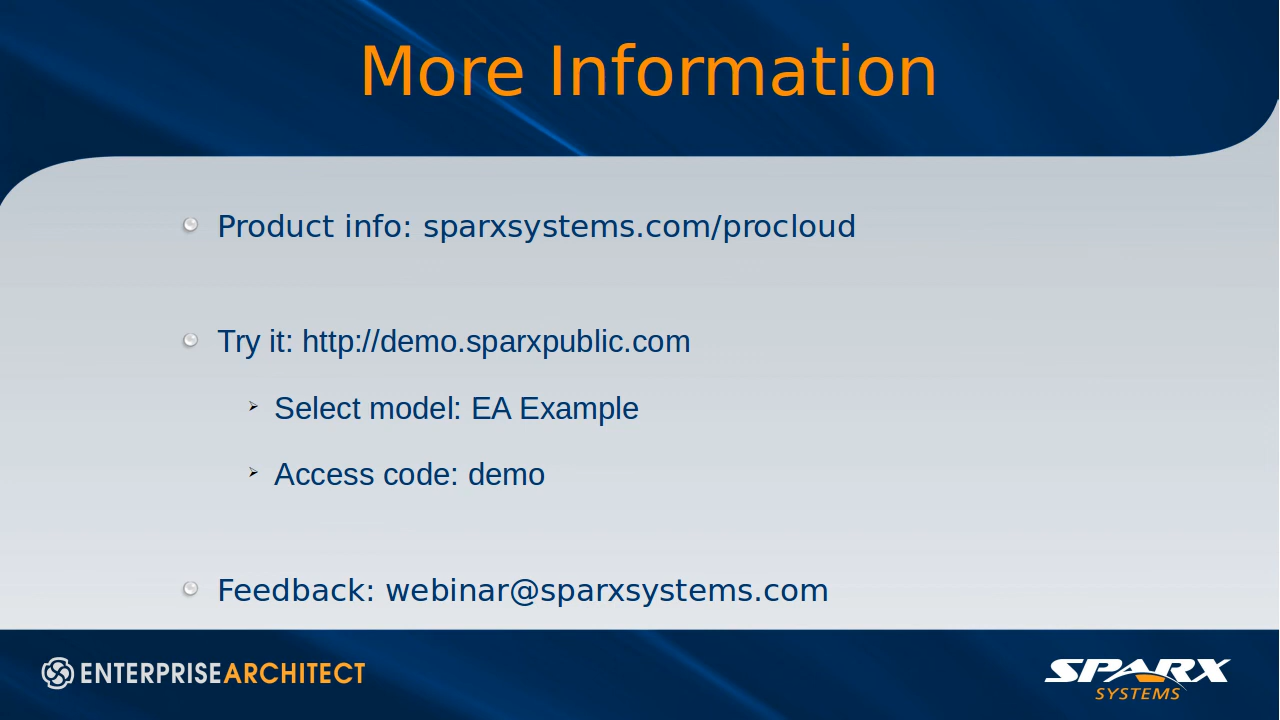 More Information
Product info: sparxsystems.com/procloud
Try it: http://demo.sparxpublic.com
Select model: EA Example
Access code: demo
Feedback: webinar@sparxsystems.com
ENTERPRISEARCHITECT
SPARX
SYSTEMS